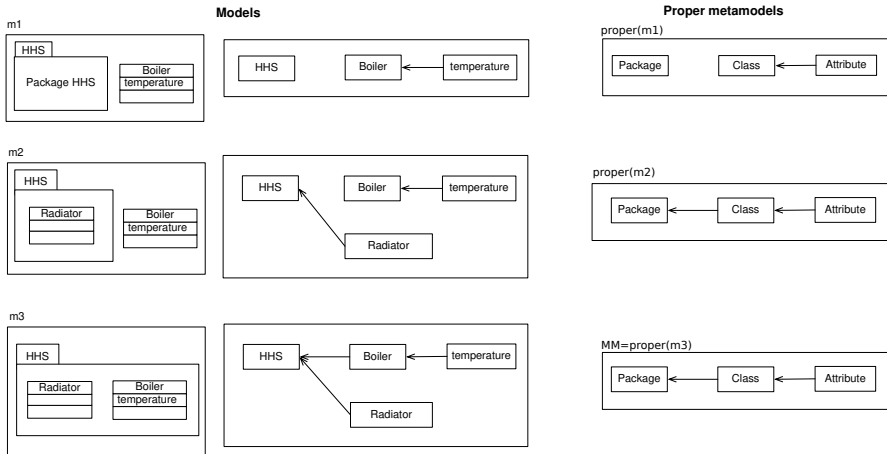 Models
Proper metamodels
m1
HHS
Package HHS
Boiler
temperature
HHS
Boiler
temperature
proper(m1)
Package
Class
Attribute
m2
HHS
Radiator
Boiler
temperature
HHS
Boiler
temperature
Radiator
proper(m2)
Package
Class
Attribute
m3
HHS
Radiator
Boiler
temperature
HHS
Boiler
temperature
Radiator
MM=proper(m3)
Package
Class
Attribute